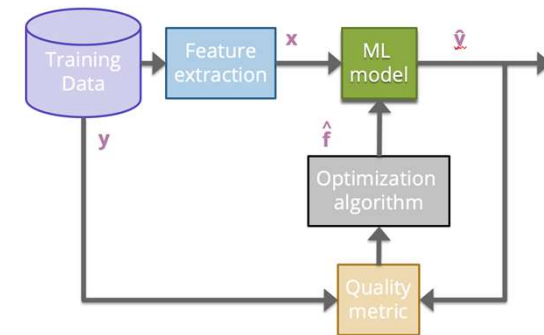 Training
Data
Feature
extraction
x
ML
model
ŷ
y
f̂
Optimization
algorithm
Quality
metric